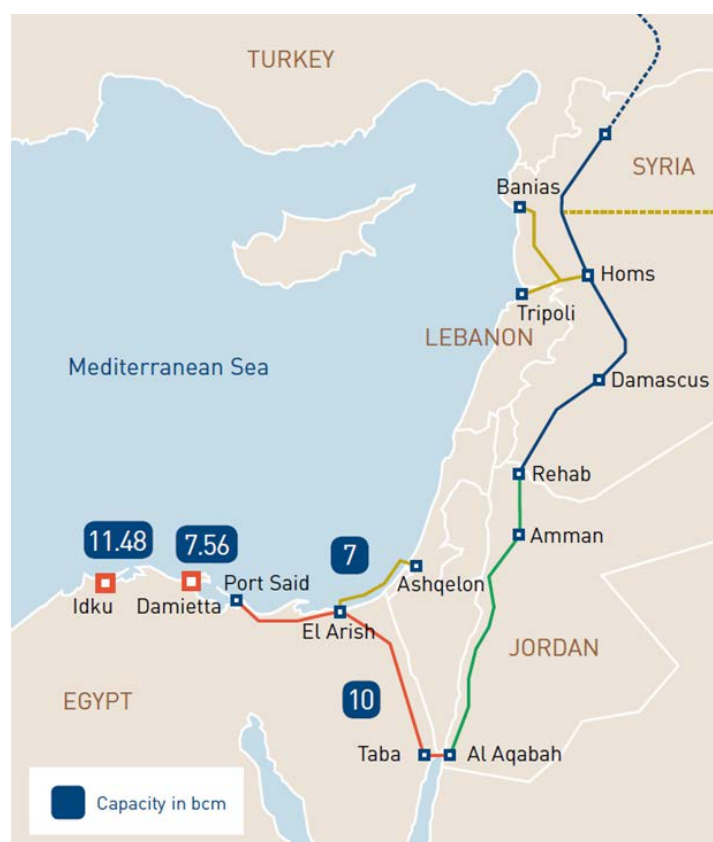 TURKEY
SYRIA
Banias
Homs
Tripoli
LEBANON
Mediterranean Sea
Damascus
Rehab
Amman
11.48
7.56
7
Port Said
Ashqelon
Idku
Damietta
El Arish
JORDAN
EGYPT
10
Taba
Al Aqabah
Capacity in bcm